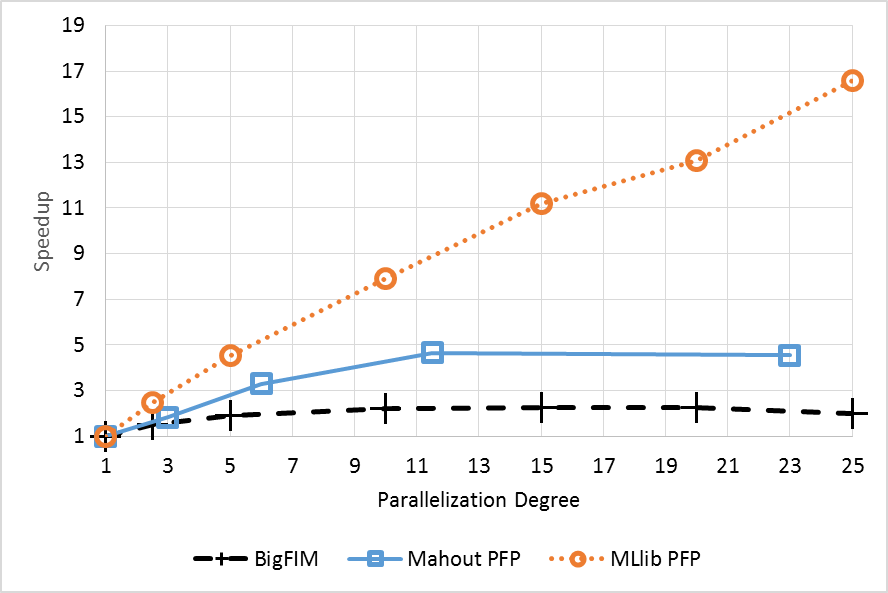 19
17
15
13
11
9
7
5
3
1
Speedup
1 3 5 7 9 11 13 15 17 19 21 23 25
Parallelization Degree
BigFIM Mahout PFP MLlib PFP